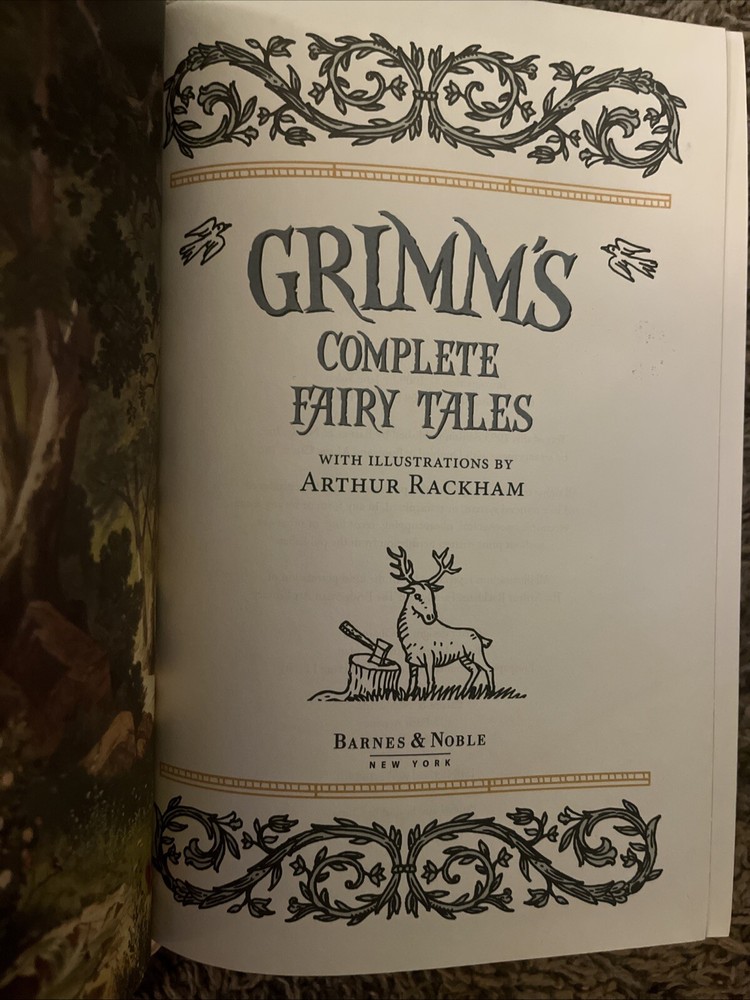 GRIMM'S
COMPLETE
FAIRY TALES
WITH ILLUSTRATIONS BY
ARTHUR RACKHAM
BARNES & NOBLE
NEW YORK